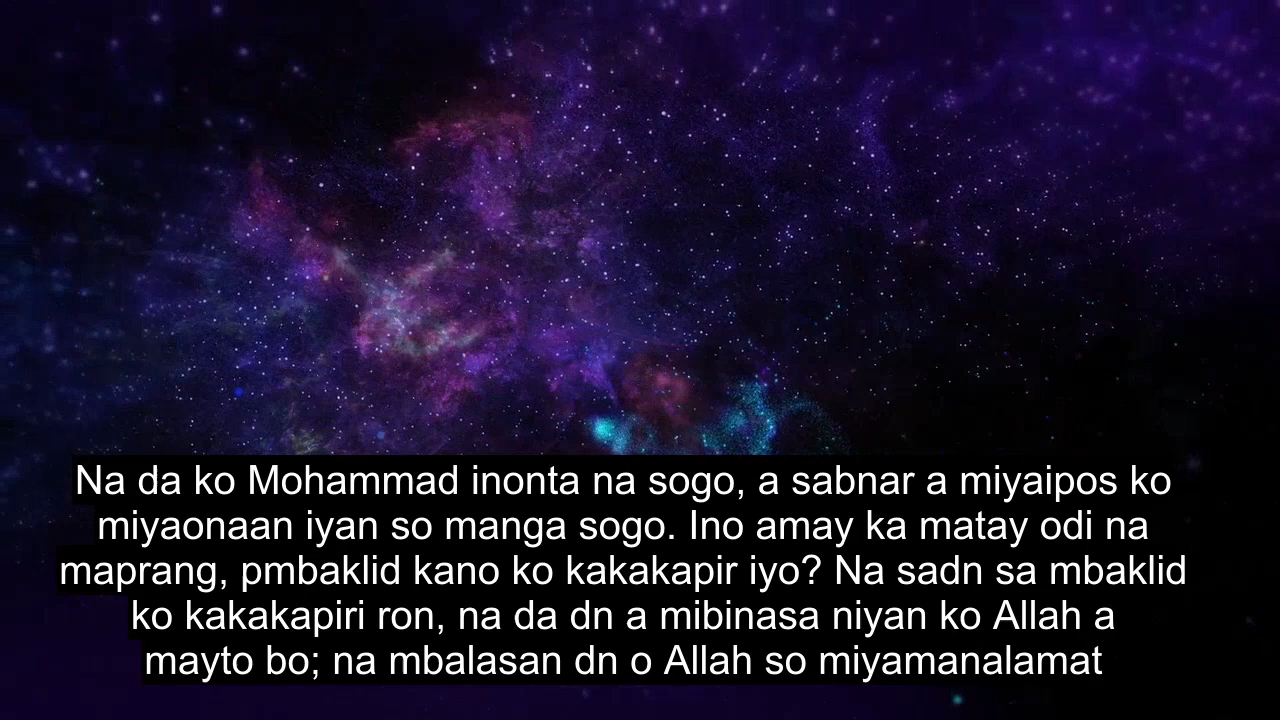 Na da ko Mohammad inonta na sogo, a sabnar a miyaipos ko
miyaonaan iyan so manga sogo. Ino amay ka matay odi na
maprang, pmbaklid kano ko kakakapir iyo? Na sadn sa mbaklid
ko kakakapiri ron, na da dn a mibinasa niyan ko Allah a
mayto bo; na mbalasan dn o Allah so miyamanalamat